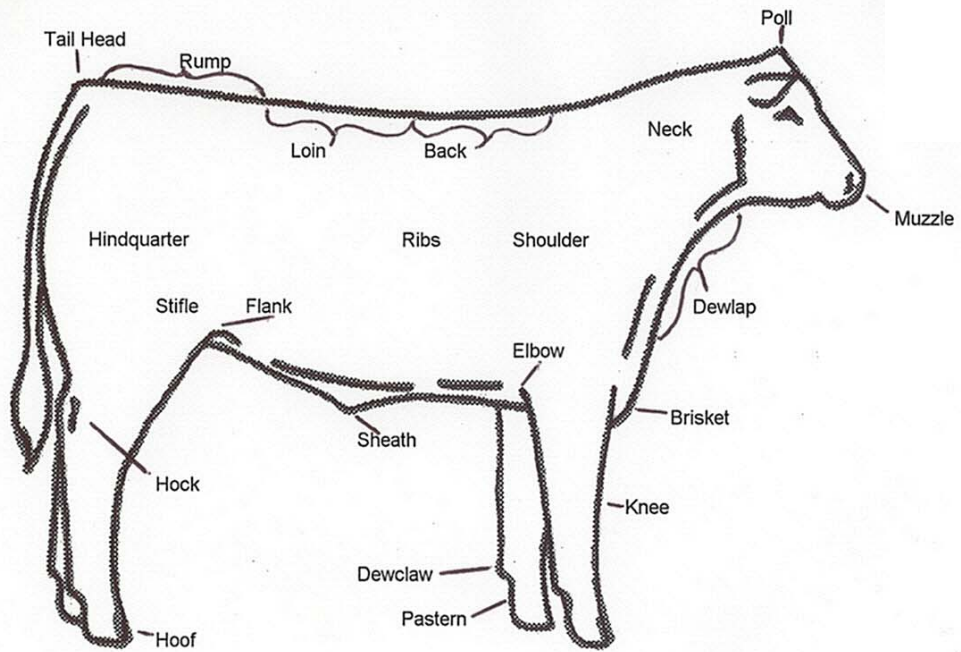 Poll
Tail Head
Rump
Neck
Loin
Back
Muzzle
Hindquarter
Ribs
Shoulder
Stifle
Flank
Dewlap
Elbow
Brisket
Sheath
Hock
Knee
Dewclaw
Pastern
Hoof